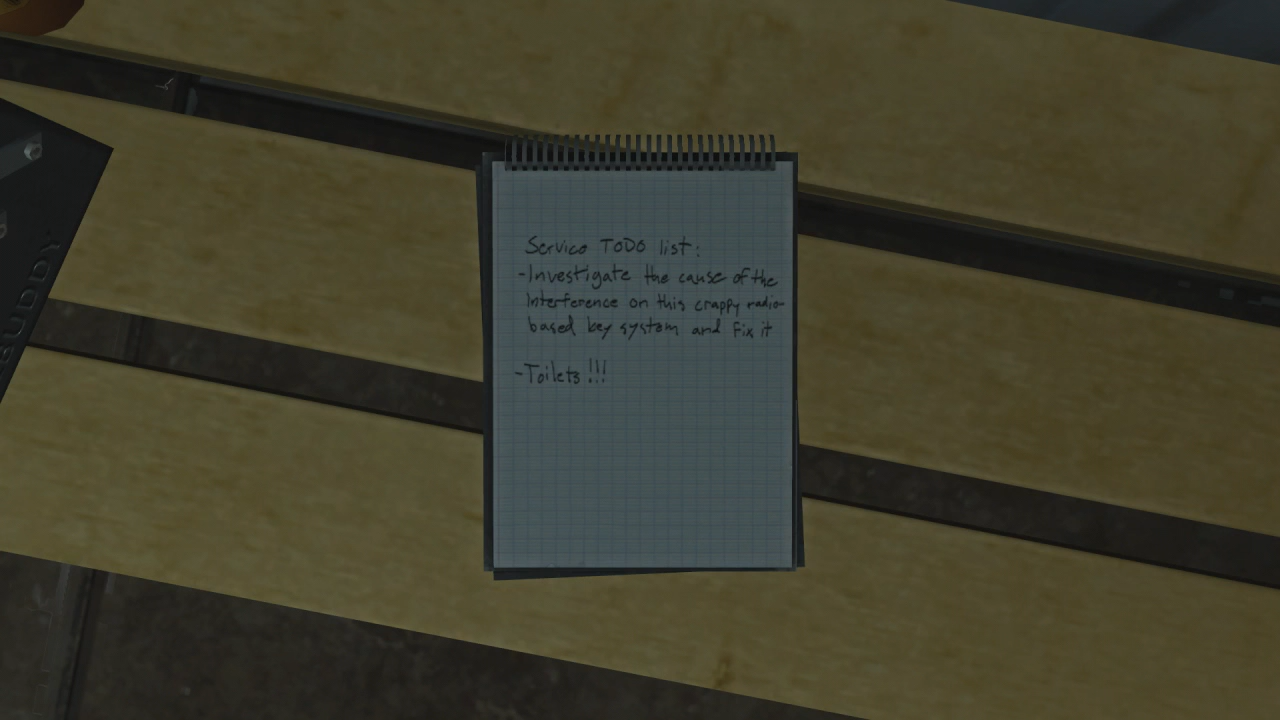 Service TODO list:
-Investigate the cause of the
Interference on this crappy radio-
based key system and Fix it
-Toilets!!!